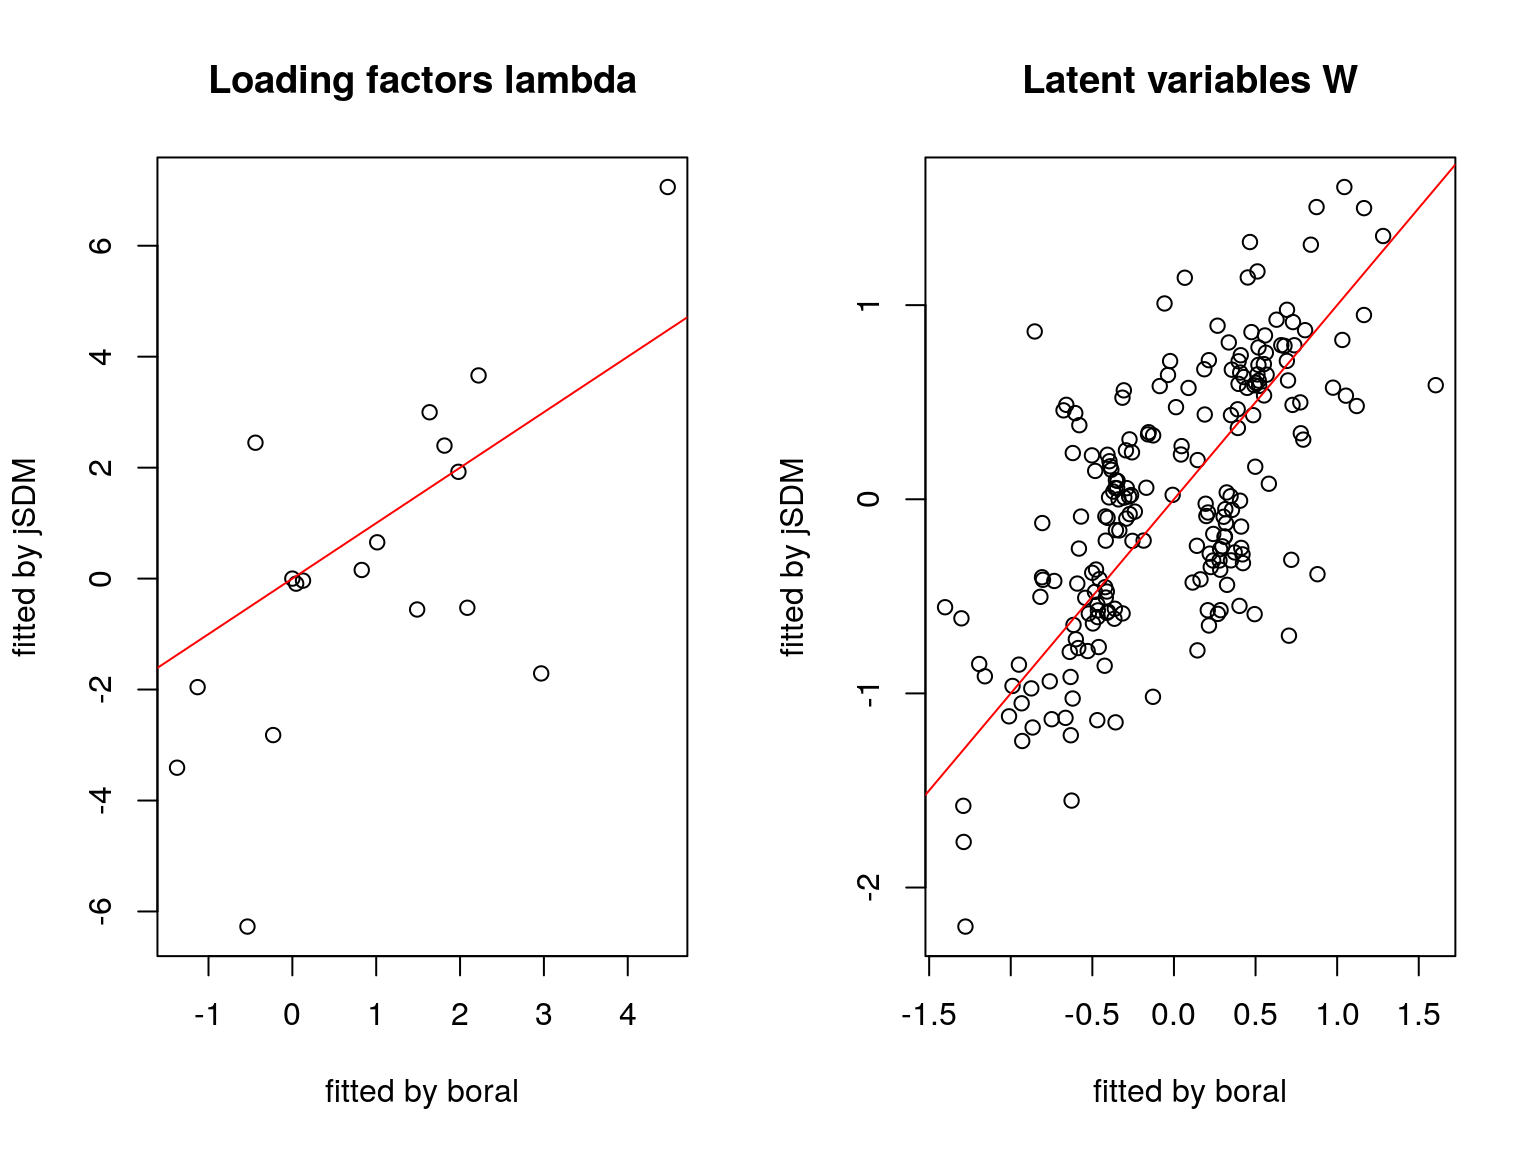 Loading factors lambda
fitted by jSDM
6
4
2
0
-2
-4
-6
-1 0 1 2 3 4
fitted by boral
Latent variables W
fitted by jSDM
1
0
-1
-2
-1.5 -0.5 0.0 0.5 1.0 1.5
fitted by boral